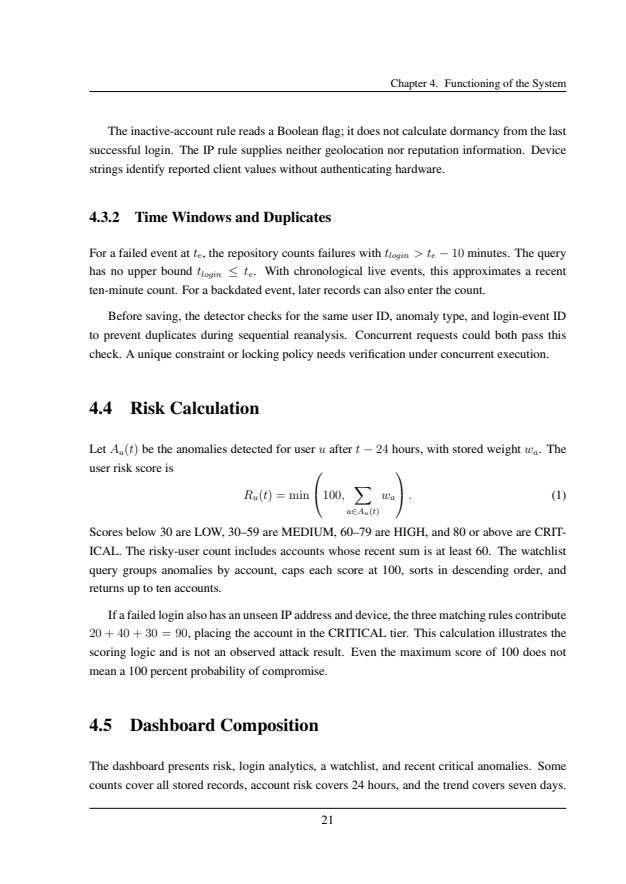 Chapter 4. Functioning of the System
The inactive-account rule reads a Boolean flag; it does not calculate dormancy from the last
successful login. The IP rule supplies neither geolocation nor reputation information. Device
strings identify reported client values without authenticating hardware.
4.3.2 Time Windows and Duplicates
For a failed event at tₑ, the repository counts failures with t_login > tₑ − 10 minutes. The query
has no upper bound t_login ≤ tₑ. With chronological live events, this approximates a recent
ten-minute count. For a backdated event, later records can also enter the count.
Before saving, the detector checks for the same user ID, anomaly type, and login-event ID
to prevent duplicates during sequential reanalysis. Concurrent requests could both pass this
check. A unique constraint or locking policy needs verification under concurrent execution.
4.4 Risk Calculation
Let A_u(t) be the anomalies detected for user u after t − 24 hours, with stored weight w_a. The
user risk score is
R_u(t) = min (100, ∑_{a∈A_u(t)} w_a) . (1)
Scores below 30 are LOW, 30–59 are MEDIUM, 60–79 are HIGH, and 80 or above are CRIT-
ICAL. The risky-user count includes accounts whose recent sum is at least 60. The watchlist
query groups anomalies by account, caps each score at 100, sorts in descending order, and
returns up to ten accounts.
If a failed login also has an unseen IP address and device, the three matching rules contribute
20 + 40 + 30 = 90, placing the account in the CRITICAL tier. This calculation illustrates the
scoring logic and is not an observed attack result. Even the maximum score of 100 does not
mean a 100 percent probability of compromise.
4.5 Dashboard Composition
The dashboard presents risk, login analytics, a watchlist, and recent critical anomalies. Some
counts cover all stored records, account risk covers 24 hours, and the trend covers seven days.
21